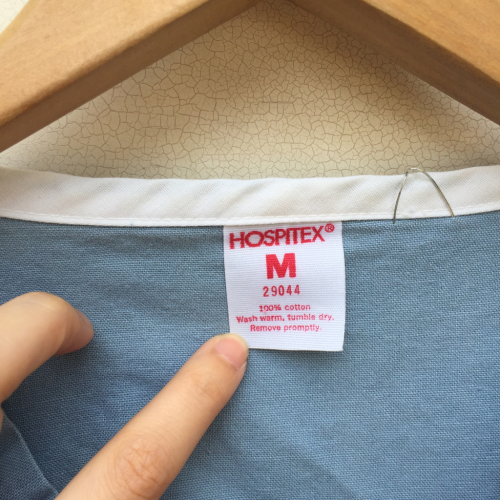 HOSPITEX®
M
29044
100% cotton
Wash warm, tumble dry.
Remove promptly.